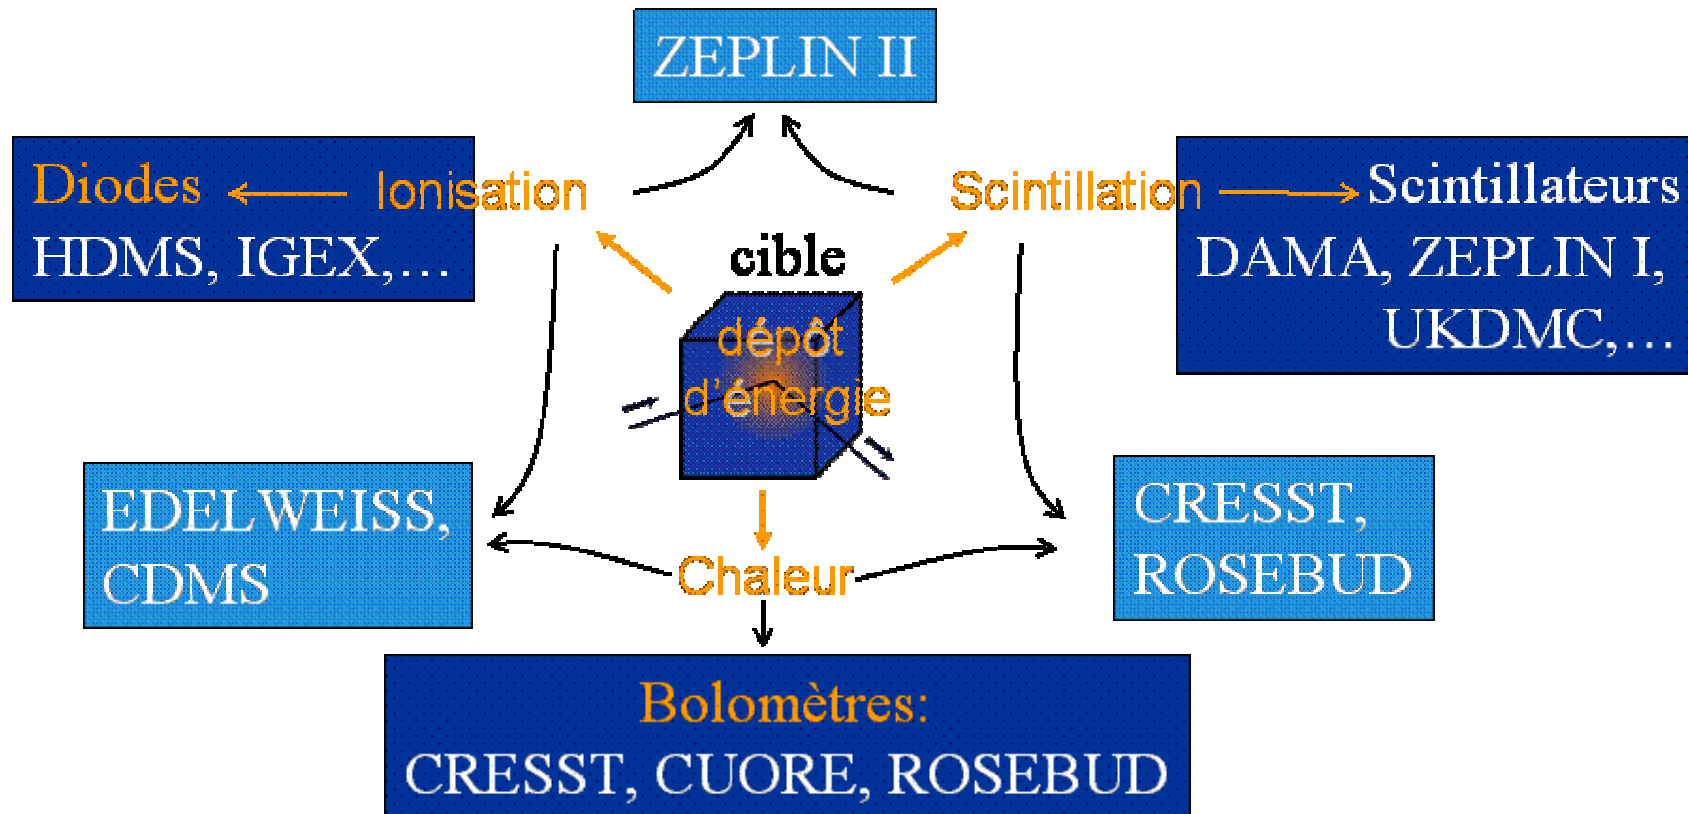 ZEPLIN II
Diodes
Ionisation
HDMS, IGEX,…
Scintillation
Scintillateurs
DAMA, ZEPLIN I,
UKDMC,…
cible
dépôt
d'énergie
EDELWEISS,
CDMS
Chaleur
CRESST,
ROSEBUD
Bolomètres:
CRESST, CUORE, ROSEBUD